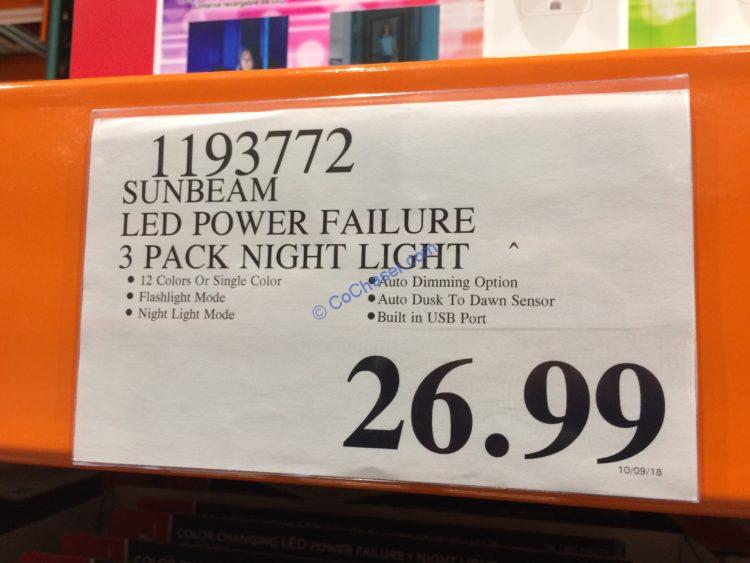 1193772
SUNBEAM
LED POWER FAILURE
3 PACK NIGHT LIGHT ^
• 12 Colors Or Single Color
• Flashlight Mode
• Night Light Mode
• Auto Dimming Option
• Auto Dusk To Dawn Sensor
• Built in USB Port
© CoChaser.com
26.99
10/09/18
COLOR CHANGING LED POWER FAILURE / NIGHT